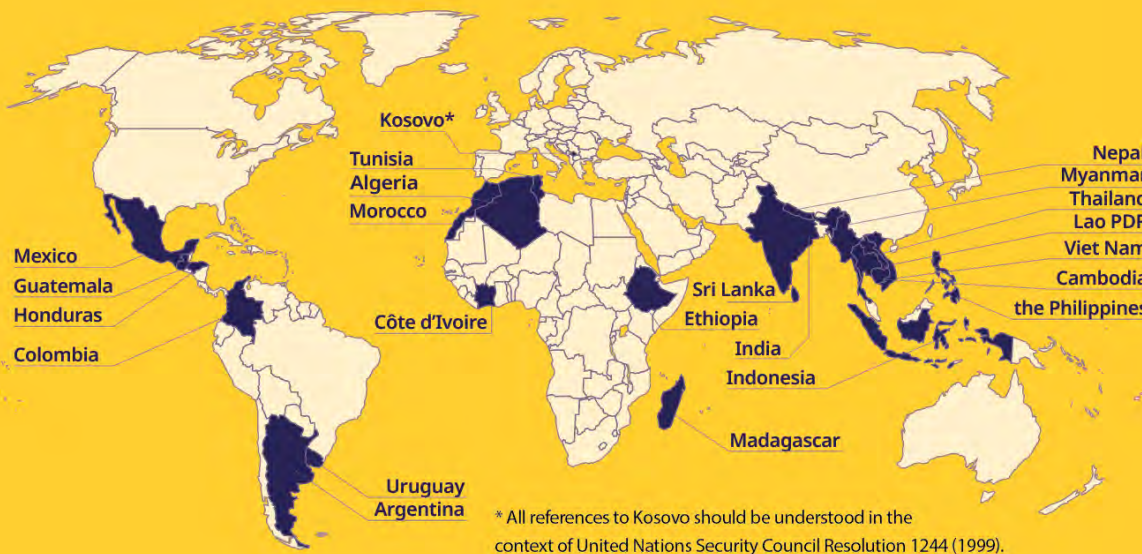 Kosovo*
Tunisia
Algeria
Morocco
Mexico
Guatemala
Honduras
Colombia
Côte d'Ivoire
Uruguay
Argentina
Nepal
Myanmar
Thailand
Lao PDR
Viet Nam
Cambodia
the Philippines
Sri Lanka
Ethiopia
India
Indonesia
Madagascar
* All references to Kosovo should be understood in the
context of United Nations Security Council Resolution 1244 (1999).